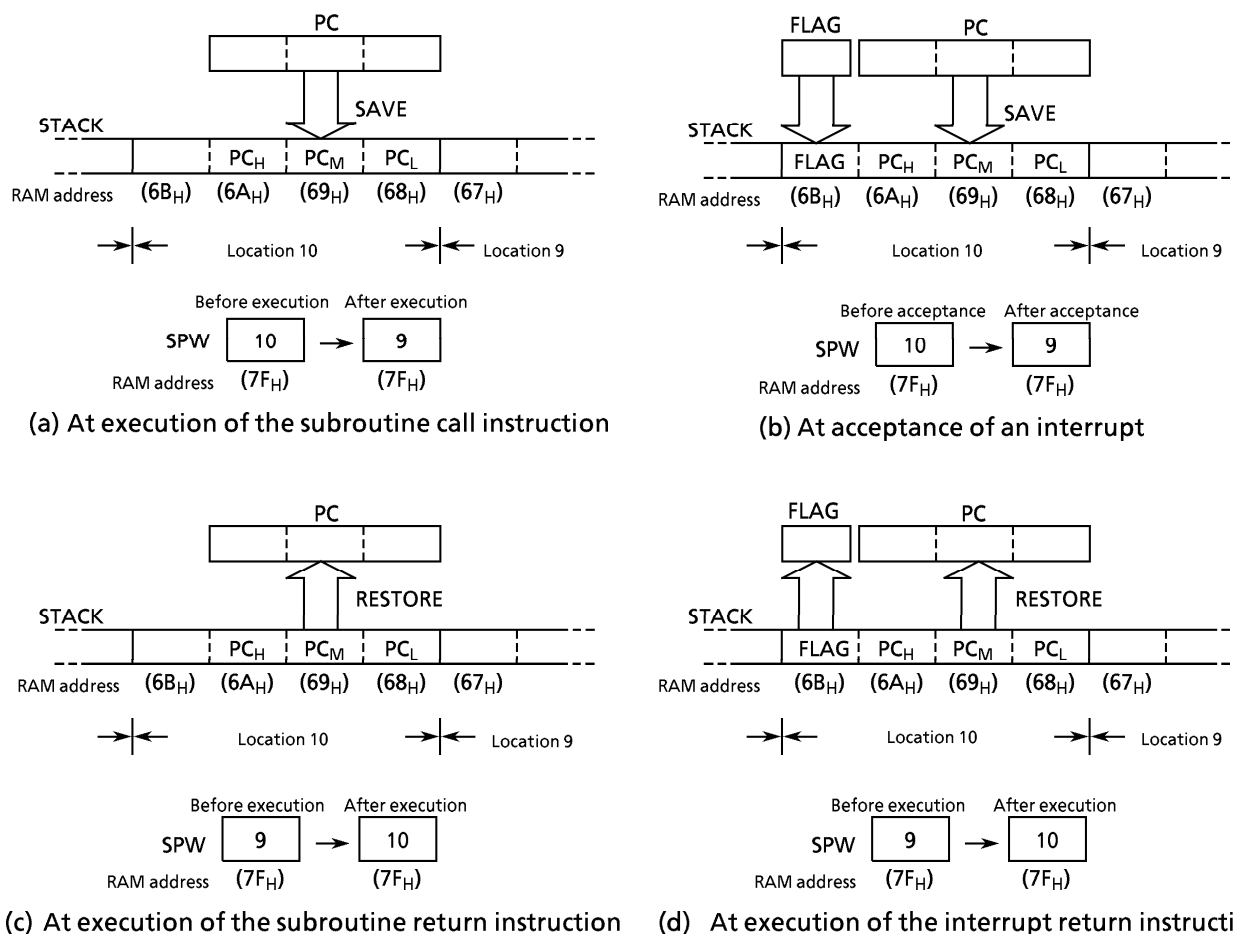 PC
SAVE
STACK
PCH PCM PCL
RAM address (6BH) (6AH) (69H) (68H) (67H)
Location 10 Location 9
Before execution After execution
SPW 10 9
RAM address (7FH) (7FH)
(a) At execution of the subroutine call instruction
FLAG PC
SAVE
STACK
FLAG PCH PCM PCL
RAM address (6BH) (6AH) (69H) (68H) (67H)
Location 10 Location 9
Before acceptance After acceptance
SPW 10 9
RAM address (7FH) (7FH)
(b) At acceptance of an interrupt
PC
RESTORE
STACK
PCH PCM PCL
RAM address (6BH) (6AH) (69H) (68H) (67H)
Location 10 Location 9
Before execution After execution
SPW 9 10
RAM address (7FH) (7FH)
(c) At execution of the subroutine return instruction
FLAG PC
RESTORE
STACK
FLAG PCH PCM PCL
RAM address (6BH) (6AH) (69H) (68H) (67H)
Location 10 Location 9
Before execution After execution
SPW 9 10
RAM address (7FH) (7FH)
(d) At execution of the interrupt return instructi